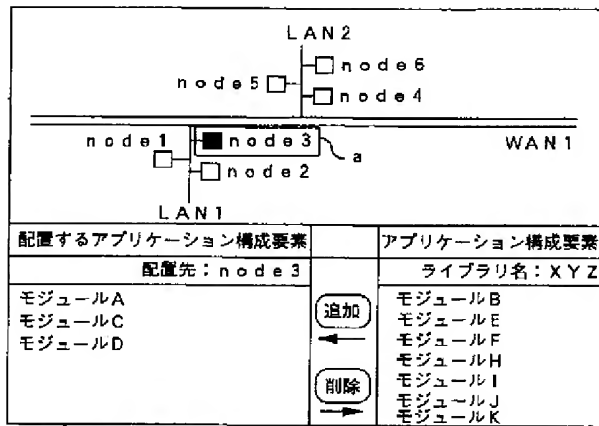 LAN2
node6
node5
node4
node1
node3
a
WAN1
node2
LAN1
配置するアプリケーション構成要素
アプリケーション構成要素
配置先：node3
ライブラリ名：XYZ
モジュールA
モジュールC
モジュールD
追加
削除
モジュールB
モジュールE
モジュールF
モジュールH
モジュールI
モジュールJ
モジュールK